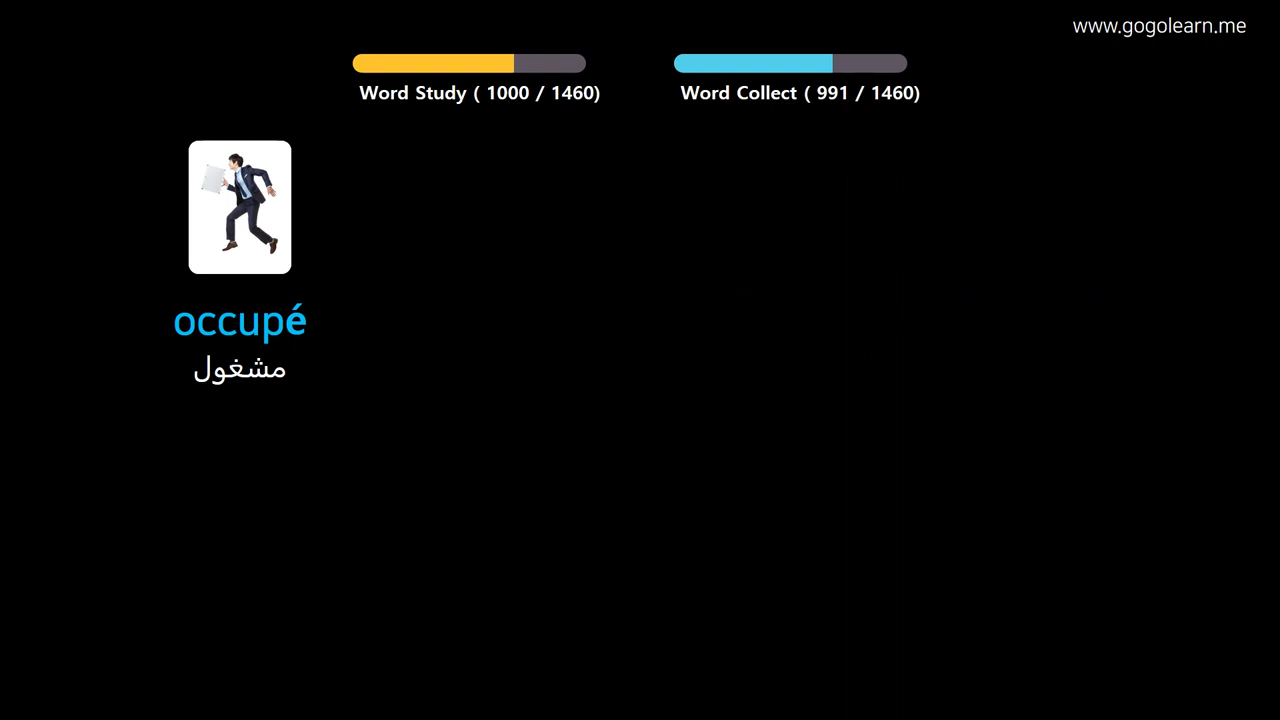 www.gogolearn.me
Word Study ( 1000 / 1460)
Word Collect ( 991 / 1460)
occupé
مشغول